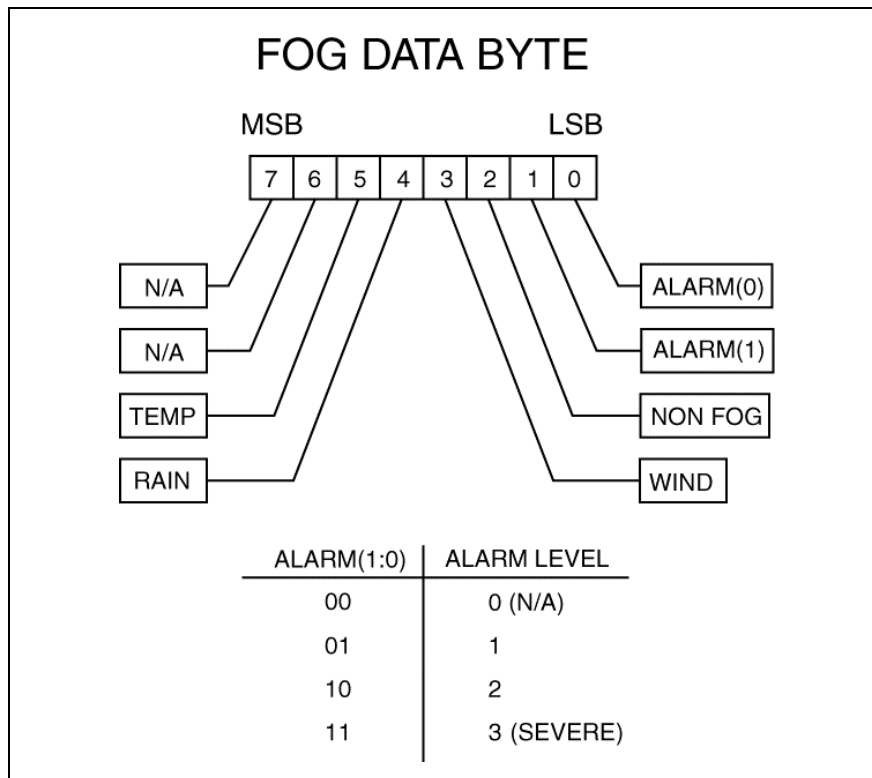 FOG DATA BYTE
MSB LSB
7 6 5 4 3 2 1 0
N/A ALARM(0)
N/A ALARM(1)
TEMP NON FOG
RAIN WIND
ALARM(1:0) ALARM LEVEL
00 0 (N/A)
01 1
10 2
11 3 (SEVERE)